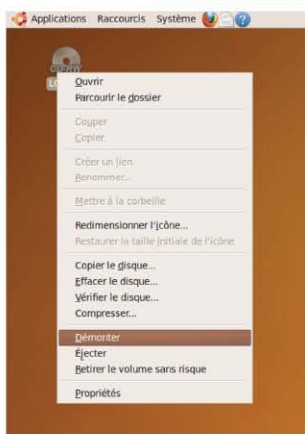 Applications Raccourcis Système
Ouvrir
Parcourir le dossier
Couper
Copier
Créer un lien
Renommer...
Mettre à la corbeille
Redimensionner l'icône...
Restaurer la taille initiale de l'icône
Copier le disque...
Effacer le disque...
Vérifier le disque...
Compresser...
Démonter
Éjecter
Retirer le volume sans risque
Propriétés